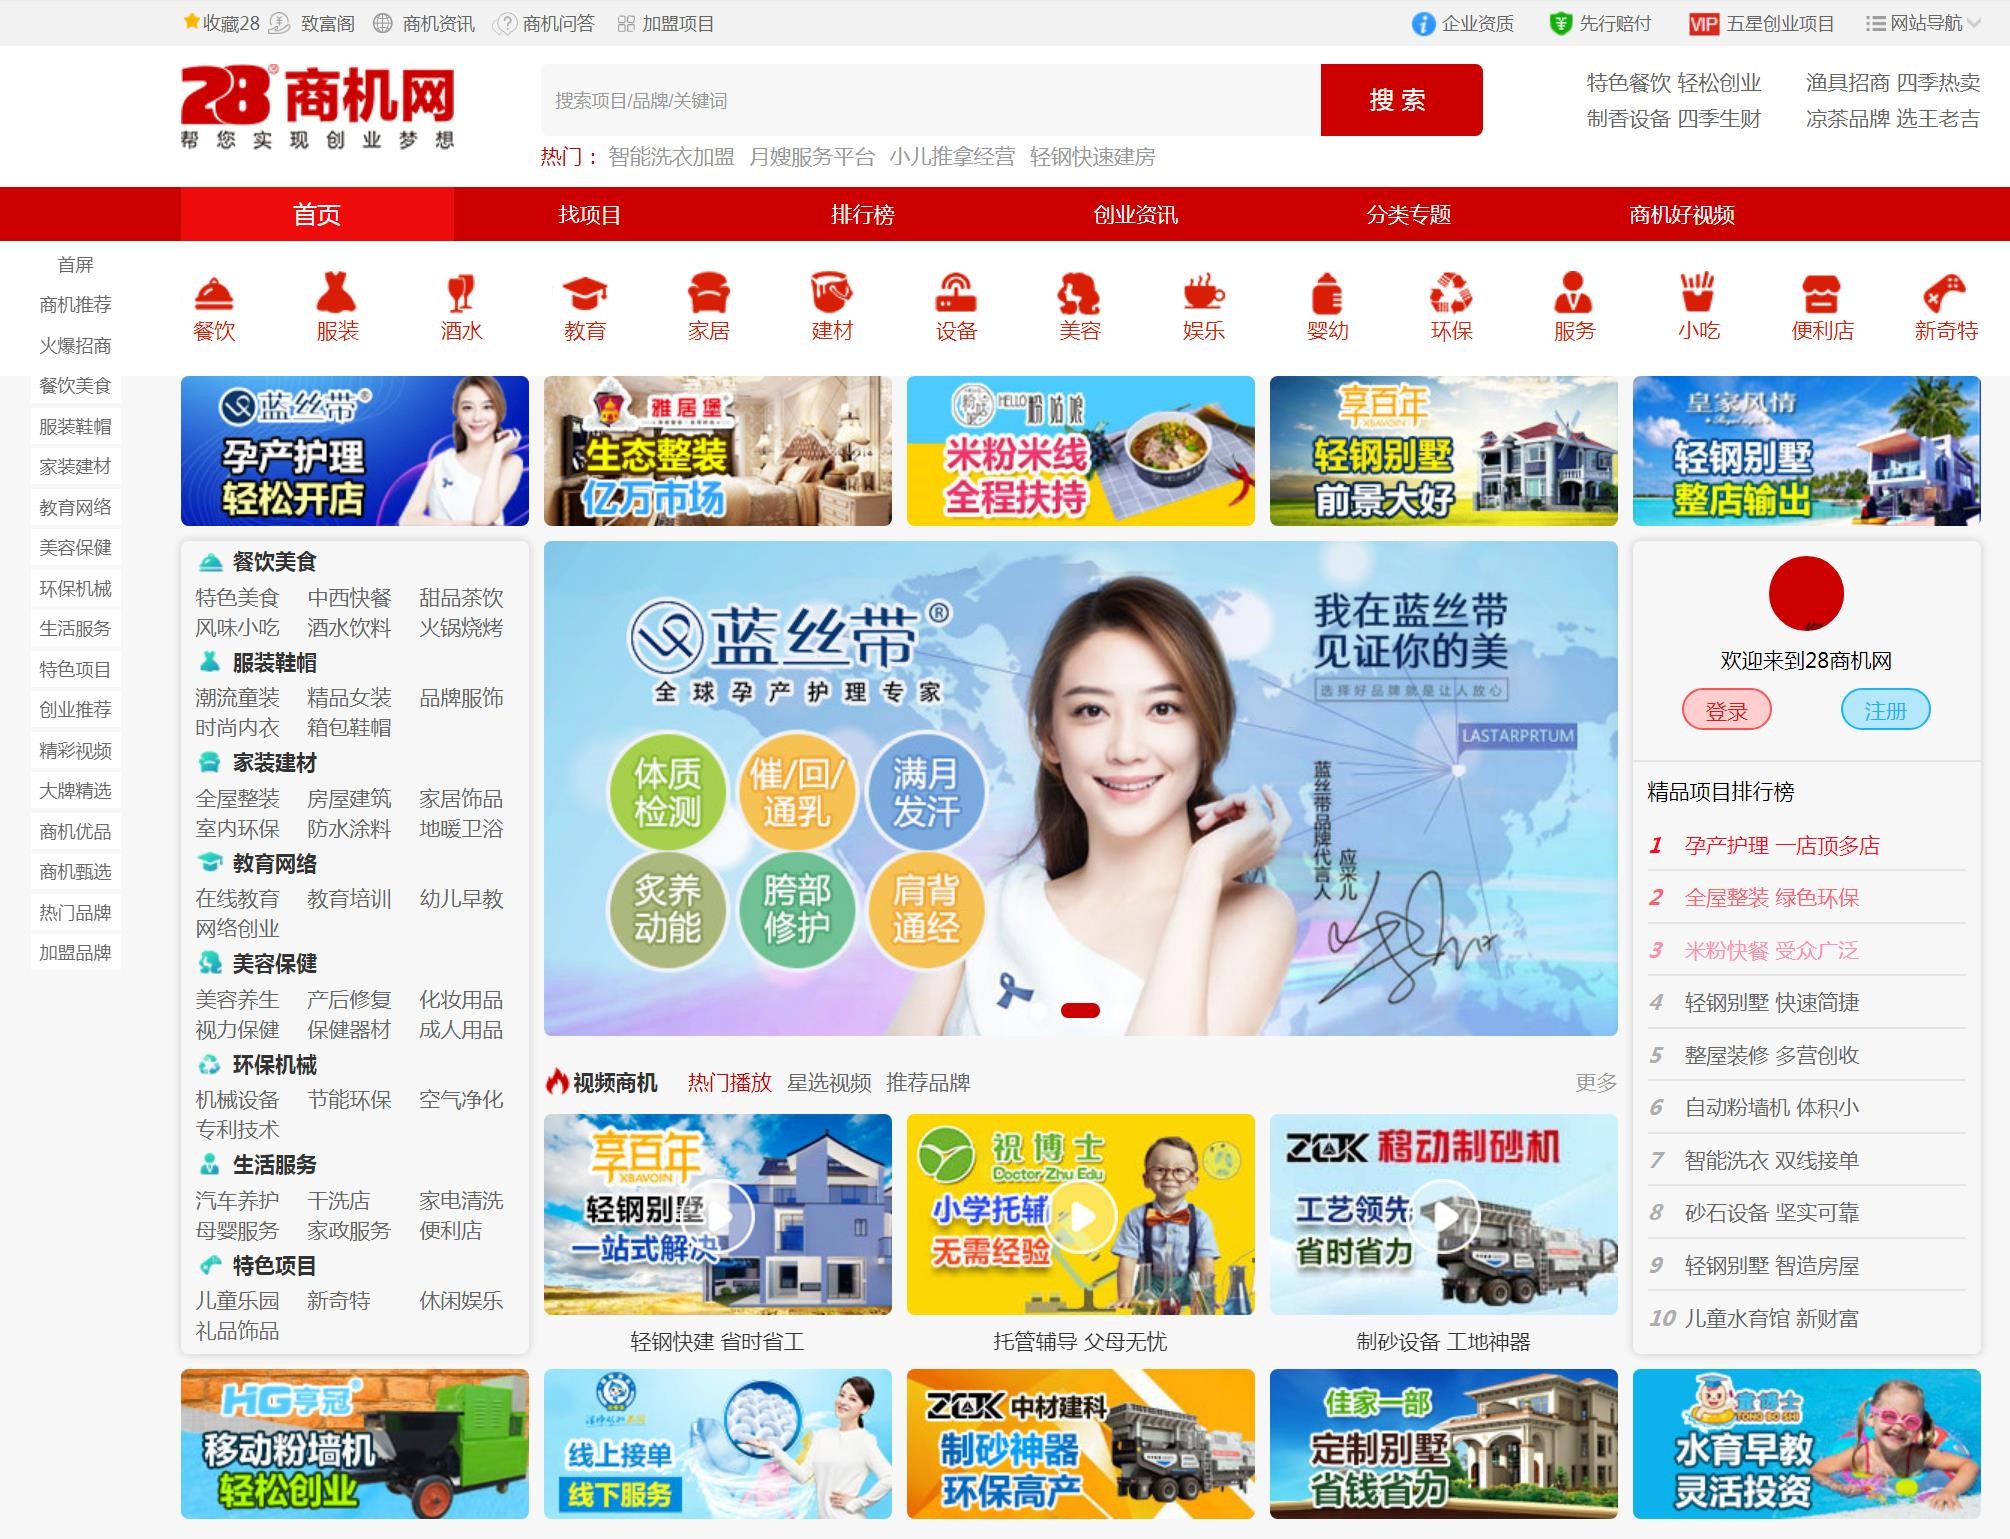 收藏28 致富阁 商机资讯 商机问答 加盟项目
企业资质 先行赔付 VIP 五星创业项目 网站导航
28®商机网
帮您实现创业梦想
搜索项目/品牌/关键词
搜 索
热门： 智能洗衣加盟 月嫂服务平台 小儿推拿经营 轻钢快速建房
特色餐饮 轻松创业 渔具招商 四季热卖
制香设备 四季生财 凉茶品牌 选王老吉
首页 找项目 排行榜 创业资讯 分类专题 商机好视频
首屏
商机推荐
火爆招商
餐饮美食
服装鞋帽
家装建材
教育网络
美容保健
环保机械
生活服务
特色项目
创业推荐
精彩视频
大牌精选
商机优品
商机甄选
热门品牌
加盟品牌
餐饮 服装 酒水 教育 家居 建材 设备 美容 娱乐 婴幼 环保 服务 小吃 便利店 新奇特
蓝丝带®
孕产护理
轻松开店
雅居堡
生态整装
亿万市场
HELLO粉姑娘
米粉米线
全程扶持
享百年
XBAVOIN
轻钢别墅
前景大好
皇家风情
轻钢别墅
整店输出
餐饮美食
特色美食 中西快餐 甜品茶饮
风味小吃 酒水饮料 火锅烧烤
服装鞋帽
潮流童装 精品女装 品牌服饰
时尚内衣 箱包鞋帽
家装建材
全屋整装 房屋建筑 家居饰品
室内环保 防水涂料 地暖卫浴
教育网络
在线教育 教育培训 幼儿早教
网络创业
美容保健
美容养生 产后修复 化妆用品
视力保健 保健器材 成人用品
环保机械
机械设备 节能环保 空气净化
专利技术
生活服务
汽车养护 干洗店 家电清洗
母婴服务 家政服务 便利店
特色项目
儿童乐园 新奇特 休闲娱乐
礼品饰品
蓝丝带®
全球孕产护理专家
体质检测
催/回/通乳
满月发汗
炙养动能
胯部修护
肩背通经
我在蓝丝带
见证你的美
选择好品牌就是让人放心
LASTARPRTUM
蓝丝带品牌代言人
应采儿
视频商机 热门播放 星选视频 推荐品牌 更多
享百年
XBAVOIN
轻钢别墅
一站式解决
轻钢快建 省时省工
祝博士
Doctor·Zhu Edu
小学托辅
无需经验
托管辅导 父母无忧
ZCJK 移动制砂机
工艺领先
省时省力
制砂设备 工地神器
欢迎来到28商机网
登录 注册
精品项目排行榜
1 孕产护理 一店顶多店
2 全屋整装 绿色环保
3 米粉快餐 受众广泛
4 轻钢别墅 快速简捷
5 整屋装修 多营创收
6 自动粉墙机 体积小
7 智能洗衣 双线接单
8 砂石设备 坚实可靠
9 轻钢别墅 智造房屋
10 儿童水育馆 新财富
HG亨冠®
移动粉墙机
轻松创业
线上接单
线下服务
ZCJK 中材建科
制砂神器
环保高产
住家一部
定制别墅
省钱省力
童博士
TONG BO SHI
水育早教
灵活投资